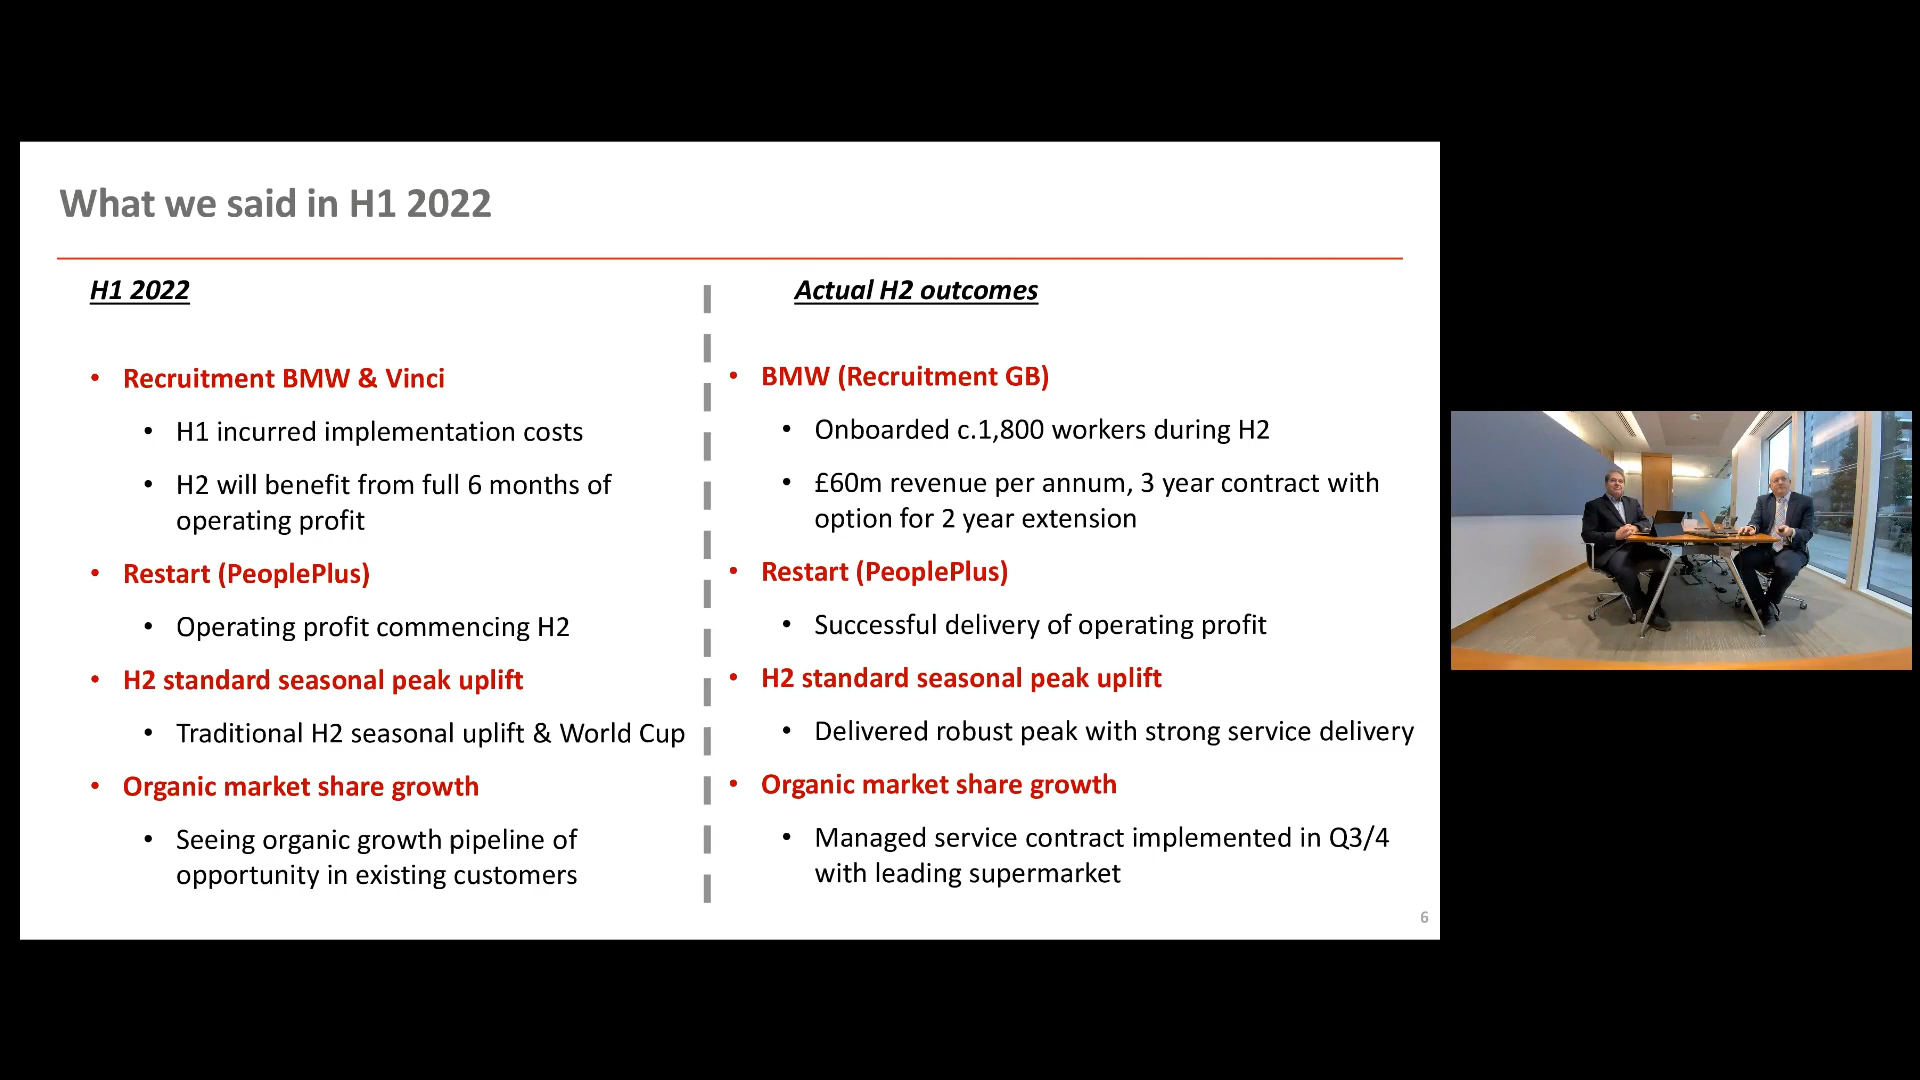 What we said in H1 2022
H1 2022
• Recruitment BMW & Vinci
• H1 incurred implementation costs
• H2 will benefit from full 6 months of
operating profit
• Restart (PeoplePlus)
• Operating profit commencing H2
• H2 standard seasonal peak uplift
• Traditional H2 seasonal uplift & World Cup
• Organic market share growth
• Seeing organic growth pipeline of
opportunity in existing customers
Actual H2 outcomes
• BMW (Recruitment GB)
• Onboarded c.1,800 workers during H2
• £60m revenue per annum, 3 year contract with
option for 2 year extension
• Restart (PeoplePlus)
• Successful delivery of operating profit
• H2 standard seasonal peak uplift
• Delivered robust peak with strong service delivery
• Organic market share growth
• Managed service contract implemented in Q3/4
with leading supermarket
6